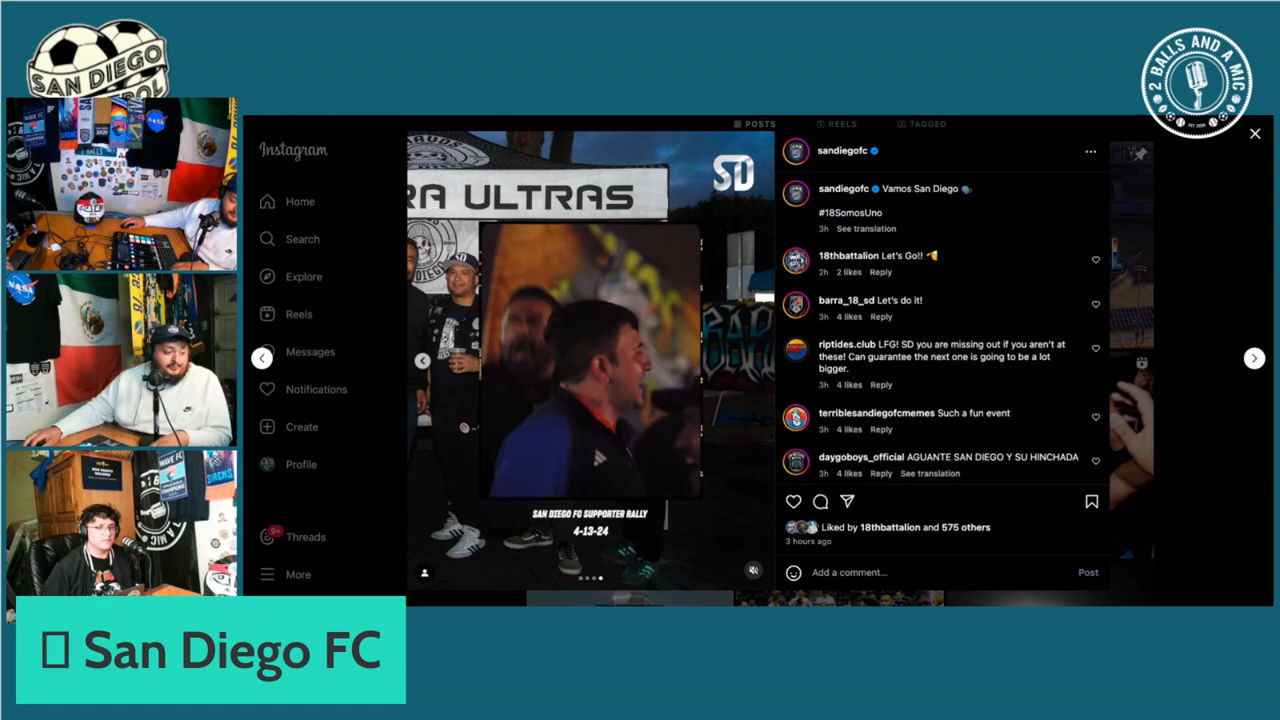 SAN DIEGO
2 BALLS AND A MIC
POSTS
REELS
TAGGED
Instagram
Home
Search
Explore
Reels
Messages
Notifications
Create
Profile
9+
Threads
More
RA ULTRAS
SD
SAN DIEGO FC SUPPORTER RALLY
4-13-24
sandiegofc
sandiegofc Vamos San Diego
#18SomosUno
3h See translation
18thbattalion Let's Go!!
2h 2 likes Reply
barra_18_sd Let's do it!
3h 4 likes Reply
riptides.club LFG! SD you are missing out if you aren't at
these! Can guarantee the next one is going to be a lot
bigger.
3h 4 likes Reply
terriblesandiegofcmemes Such a fun event
3h 4 likes Reply
daygoboys_official AGUANTE SAN DIEGO Y SU HINCHADA
3h 4 likes Reply See translation
Liked by 18thbattalion and 575 others
3 hours ago
Add a comment...
Post
NASA
NASA
WAVE FC
San Diego FC